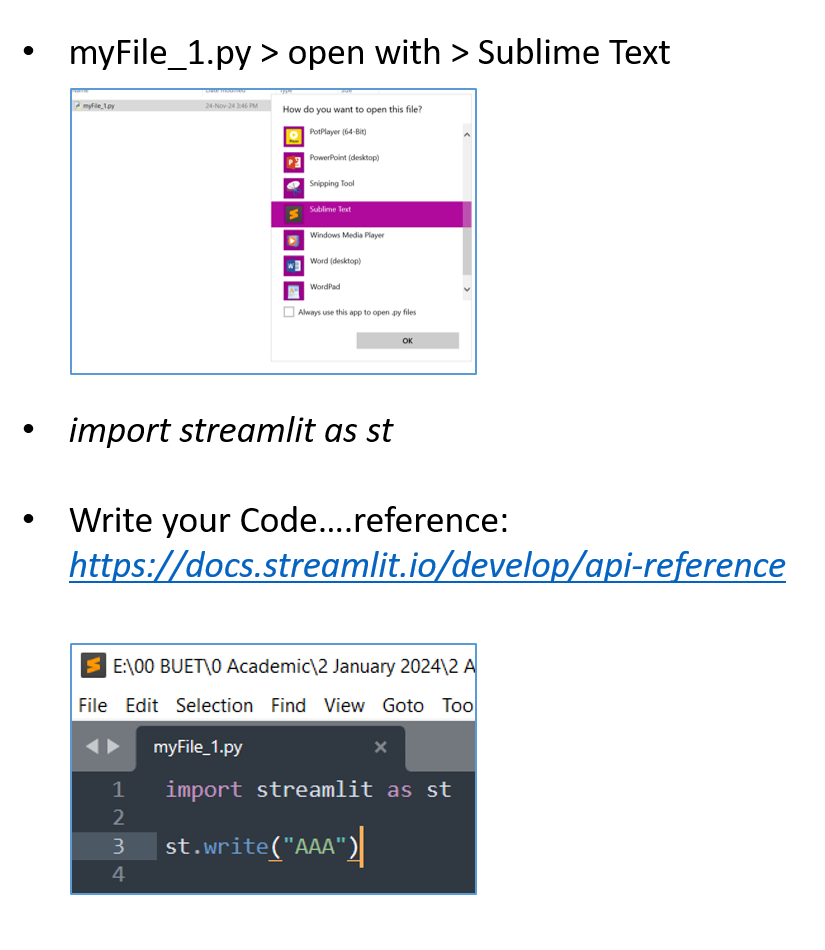 • myFile_1.py > open with > Sublime Text
Name Date modified Type Size
myFile_1.py 24-Nov-24 3:46 PM
How do you want to open this file?
PotPlayer (64-Bit)
PowerPoint (desktop)
Snipping Tool
Sublime Text
Windows Media Player
Word (desktop)
WordPad
Always use this app to open .py files
OK
• import streamlit as st
• Write your Code....reference:
https://docs.streamlit.io/develop/api-reference
E:\00 BUET\0 Academic\2 January 2024\2 A
File Edit Selection Find View Goto Too
myFile_1.py ×
1 import streamlit as st
2
3 st.write("AAA")
4